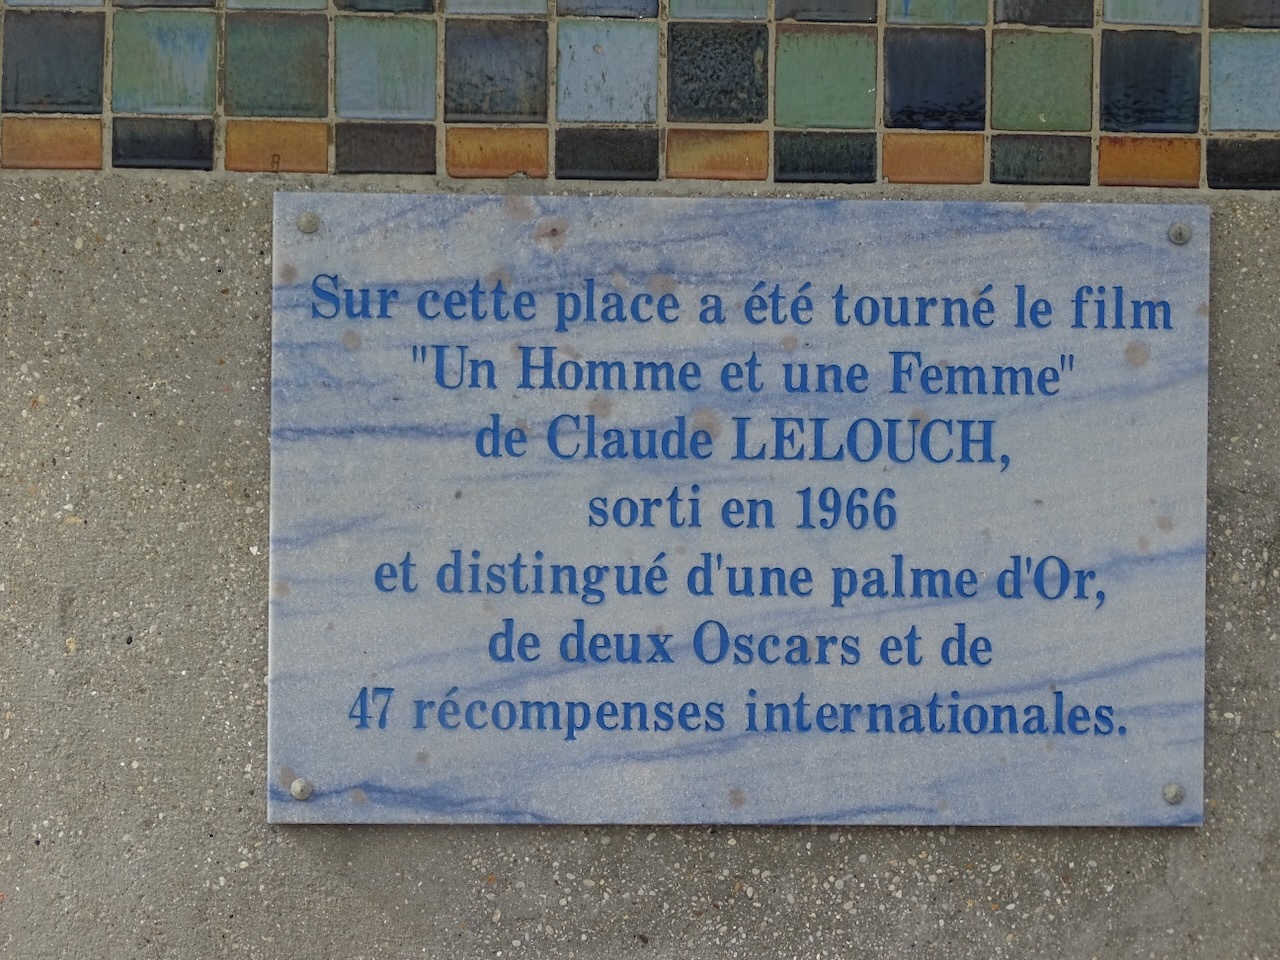 Sur cette place a été tourné le film
"Un Homme et une Femme"
de Claude LELOUCH,
sorti en 1966
et distingué d'une palme d'Or,
de deux Oscars et de
47 récompenses internationales.